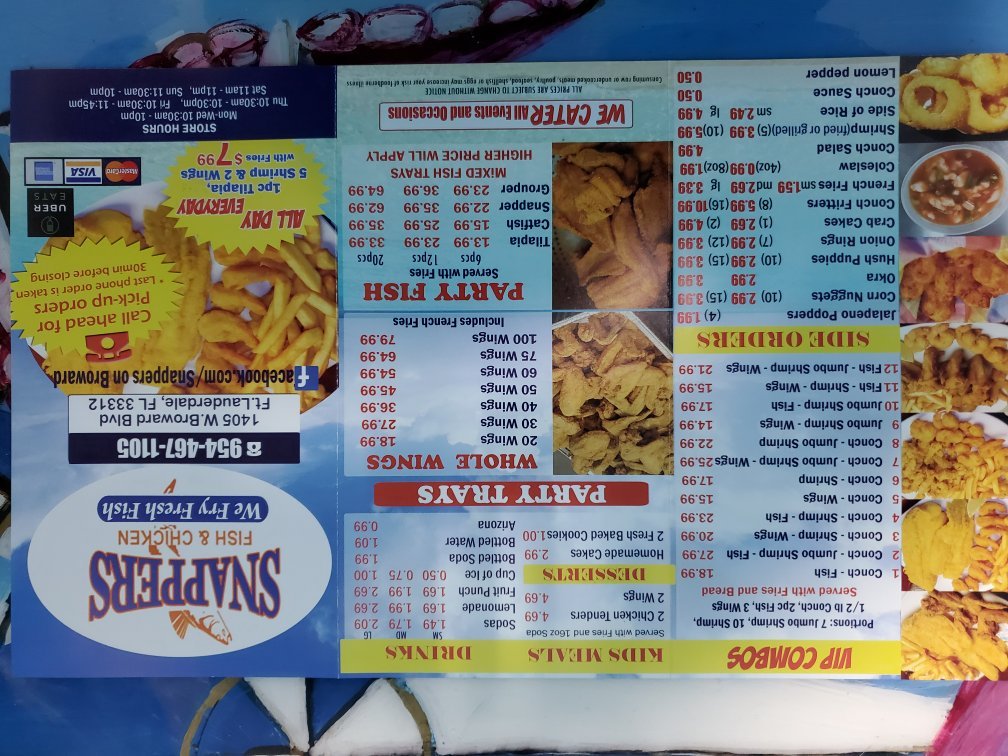 VIP COMBOS
Portions: 7 Jumbo Shrimp, 10 Shrimp,
1/2 lb Conch, 2pc Fish, 3 Wings
Served with Fries and Bread
1 Conch - Fish 18.99
2 Conch - Jumbo Shrimp - Fish 27.99
3 Conch - Shrimp - Wings 20.99
4 Conch - Shrimp - Fish 23.99
5 Conch - Wings 15.99
6 Conch - Shrimp 17.99
7 Conch - Jumbo Shrimp - Wings 25.99
8 Conch - Jumbo Shrimp 22.99
9 Jumbo Shrimp - Wings 14.99
10 Jumbo Shrimp - Fish 17.99
11 Fish - Shrimp - Wings 15.99
12 Fish - Jumbo Shrimp - Wings 21.99
SIDE ORDERS
Jalapeno Poppers (4) 1.99
Corn Nuggets (10) 2.99 (15) 3.99
Okra 2.99 3.99
Hush Puppies (10) 2.99 (15) 3.99
Onion Rings (7) 2.99 (12) 3.99
Crab Cakes (1) 2.69 (2) 4.99
Conch Fritters (8) 5.99 (16) 10.99
French Fries sm 1.59 md 2.69 lg 3.39
Coleslaw (4oz) 0.99 (8oz) 1.99
Conch Salad 4.99
Shrimp(fried or grilled) (5) 3.99 (10) 5.99
Side of Rice sm 2.49 lg 4.99
Conch Sauce 0.50
Lemon pepper 0.50
KIDS MEALS
Served with Fries and 16oz Soda
2 Chicken Tenders 4.69
2 Wings 4.69
DESSERTS
Homemade Cakes 2.99
2 Fresh Baked Cookies 1.00
DRINKS
SM MD LG
Sodas 1.49 1.79 2.09
Lemonade 1.69 1.99 2.69
Fruit Punch 1.69 1.99 2.69
Cup of Ice 0.50 0.75 1.00
Bottled Soda 1.99
Bottled Water 1.09
Arizona 0.99
PARTY TRAYS
WHOLE WINGS
20 Wings 18.99
30 Wings 27.99
40 Wings 36.99
50 Wings 45.99
60 Wings 54.99
75 Wings 64.99
100 Wings 79.99
Includes French Fries
PARTY FISH
Served with Fries
6pcs 12pcs 20pcs
Tilapia 13.99 23.99 33.99
Catfish 15.99 25.99 35.99
Snapper 22.99 35.99 62.99
Grouper 23.99 36.99 64.99
MIXED FISH TRAYS
HIGHER PRICE WILL APPLY
WE CATER All Events and Occasions
ALL PRICES ARE SUBJECT TO CHANGE WITHOUT NOTICE
Consuming raw or undercooked meats, poultry, seafood, shellfish or eggs may increase your risk of foodborne illness
SNAPPERS
FISH & CHICKEN
We Fry Fresh Fish
☎ 954-467-1105
1405 W.Broward Blvd
Ft.Lauderdale, FL 33312
facebook.com/Snappers on Broward
Call ahead for
Pick-up orders
* Last phone order is taken
30min before closing
ALL DAY
EVERYDAY
1pc Tilapia,
5 Shrimp & 2 Wings
with Fries $7.99
UBER
EATS
MasterCard
VISA
STORE HOURS
Mon-Wed 10:30am - 10pm
Thu 10:30am - 10:30pm, Fri 10:30am - 11:45pm
Sat 11am - 11pm, Sun 11:30am - 10pm